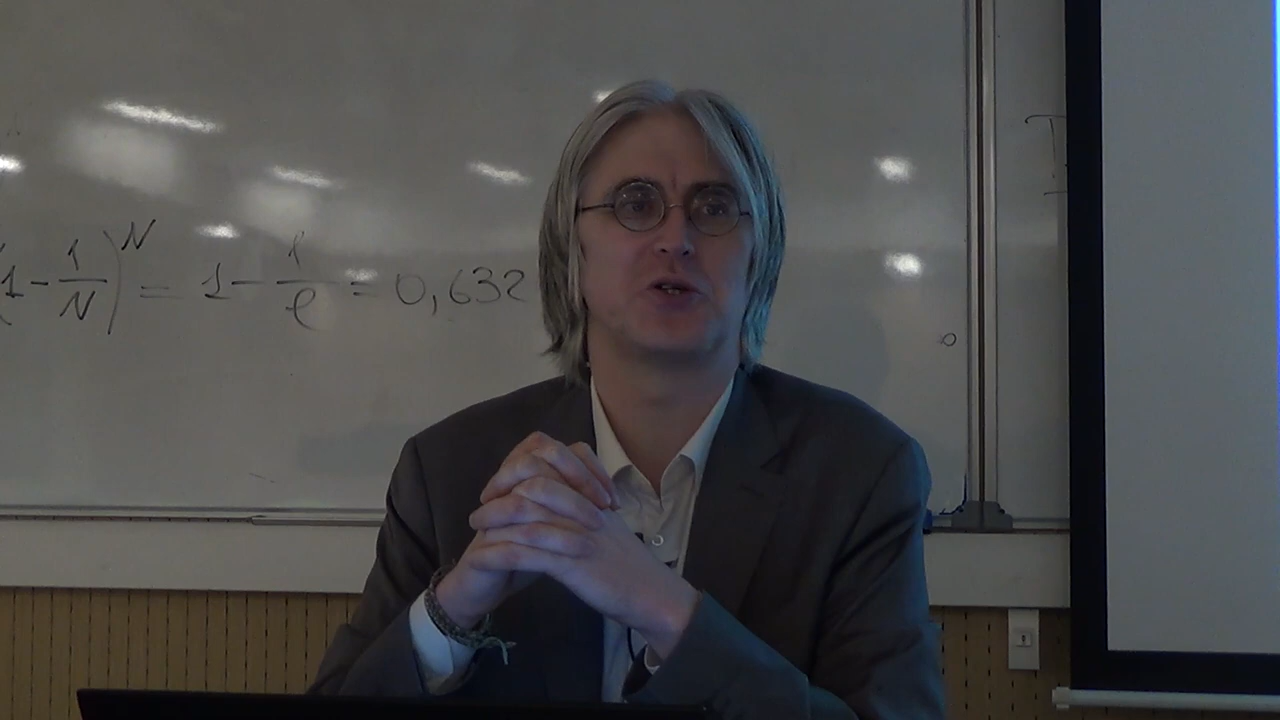 (1-1/N)^N = 1-1/e = 0,632